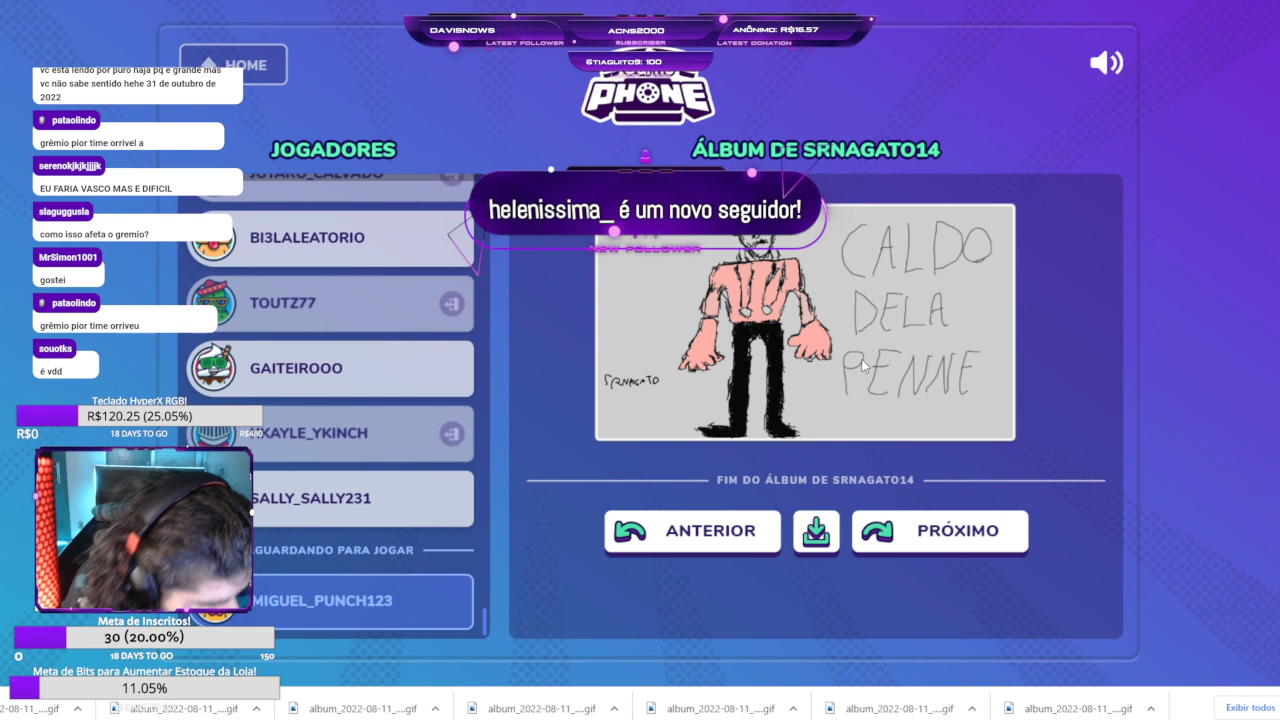 DAVISNOWS
LATEST FOLLOWER
ACNS2000
SUBSCRIBER
ANÔNIMO: R$16.57
LATEST DONATION
6TIAGUITO9: 100
HOME
PHONE
vc esta lendo por puro haja pq é grande mas
vc não sabe sentido hehe 31 de outubro de
2022
pataolindo
grêmio pior time orrivel a
serenokjkjkjjjjk
EU FARIA VASCO MAS E DIFICIL
slaguggusla
como isso afeta o gremio?
MrSimon1001
gostei
pataolindo
grêmio pior time orriveu
souotks
é vdd
Teclado HyperX RGB!
R$120.25 (25.05%)
R$0
18 DAYS TO GO
R$480
Meta de Inscritos!
30 (20.00%)
0
18 DAYS TO GO
150
Meta de Bits para Aumentar Estoque da Loja!
11.05%
JOGADORES
JOTARO_CALVADO
BI3LALEATORIO
TOUTZ77
GAITEIROOO
KAYLE_YKINCH
SALLY_SALLY231
AGUARDANDO PARA JOGAR
MIGUEL_PUNCH123
ÁLBUM DE SRNAGATO14
helenissima_ é um novo seguidor!
NEW FOLLOWER
CALDO
DELA
PENNE
SRNAGATO
FIM DO ÁLBUM DE SRNAGATO14
ANTERIOR
PRÓXIMO
2-08-11_....gif
album_2022-08-11_....gif
album_2022-08-11_....gif
album_2022-08-11_....gif
album_2022-08-11_....gif
album_2022-08-11_....gif
album_2022-08-11_....gif
Exibir todos